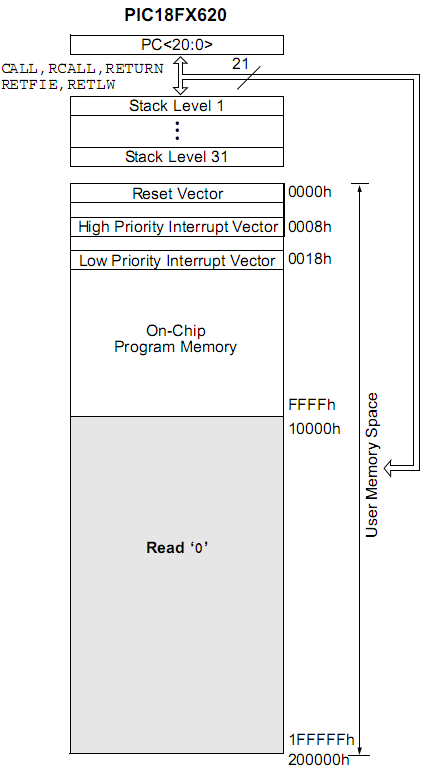 PIC18FX620
PC<20:0>
CALL,RCALL,RETURN
RETFIE,RETLW
21
Stack Level 1
Stack Level 31
Reset Vector
0000h
High Priority Interrupt Vector
0008h
Low Priority Interrupt Vector
0018h
On-Chip
Program Memory
FFFFh
10000h
User Memory Space
Read ‘0’
1FFFFFh
200000h